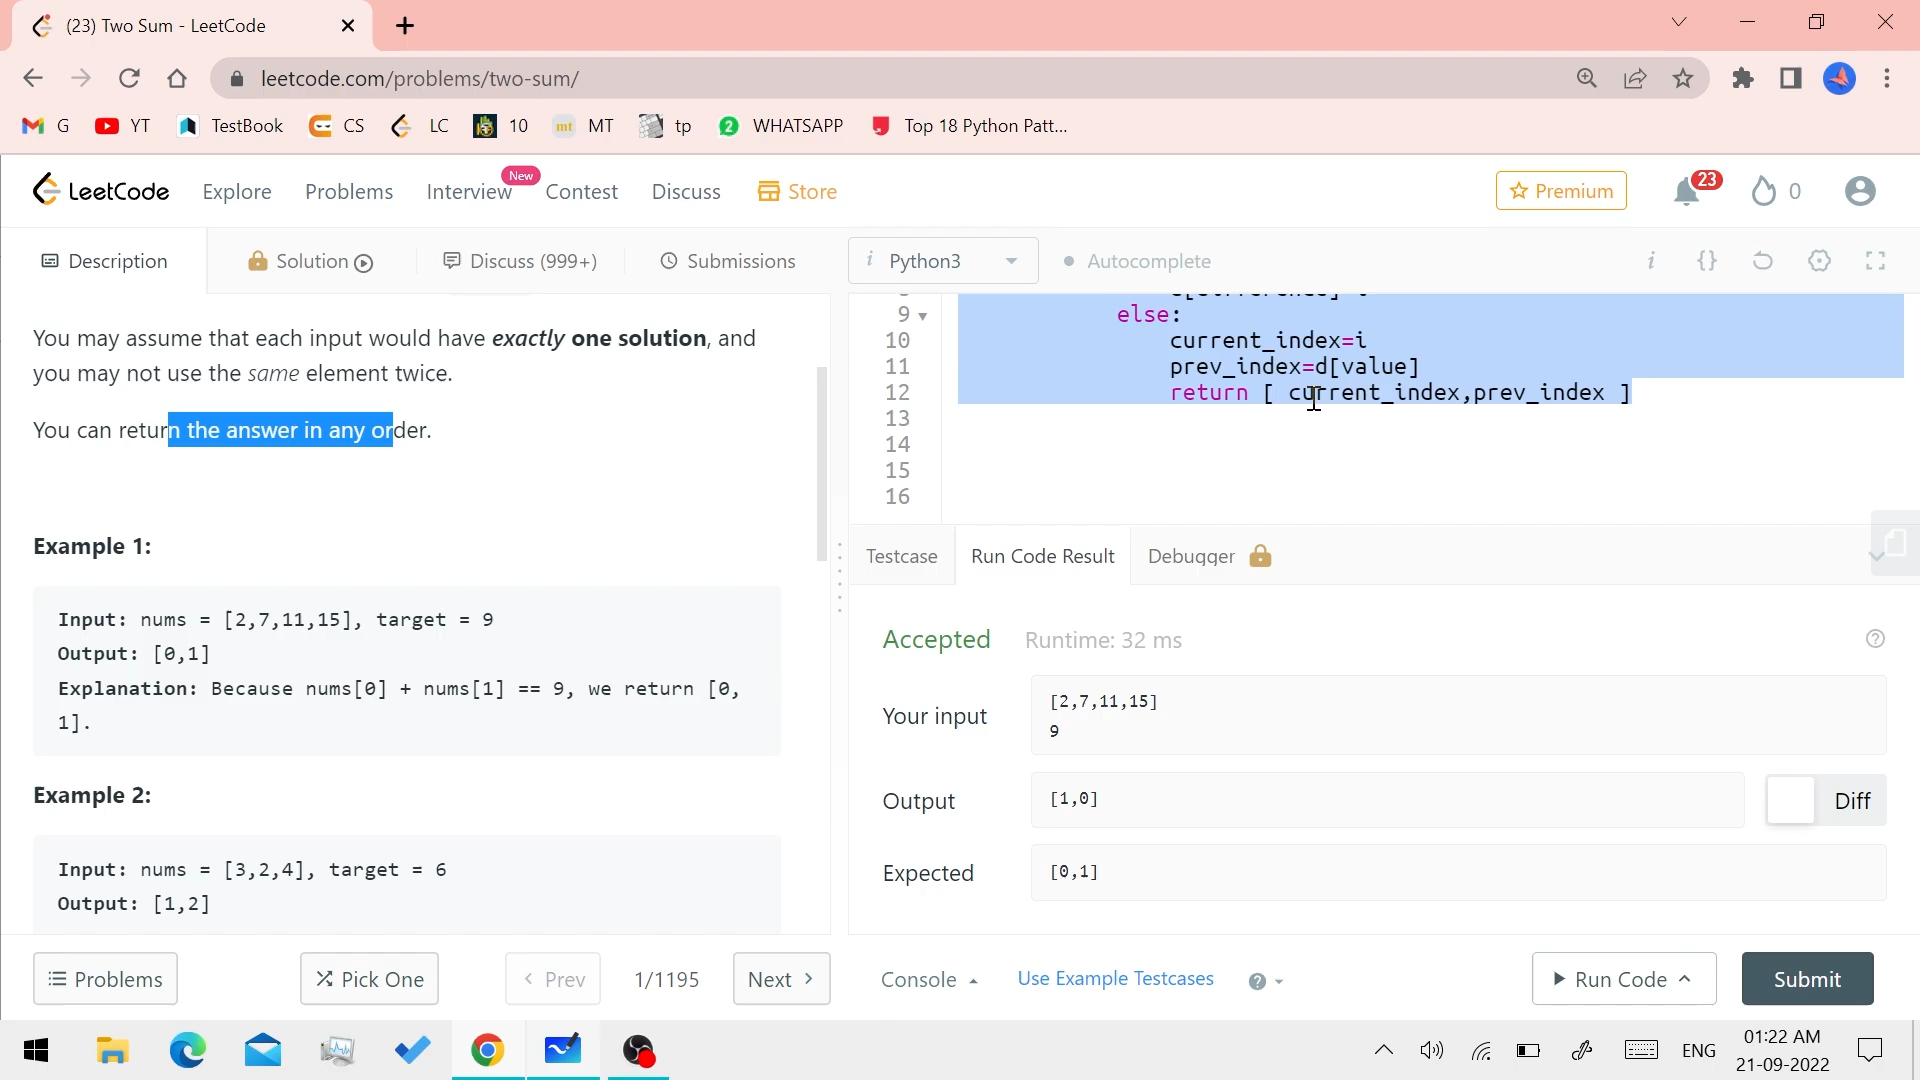 (23) Two Sum - LeetCode
leetcode.com/problems/two-sum/
G YT TestBook CS LC 10 mt MT tp 2 WHATSAPP Top 18 Python Patt...
LeetCode Explore Problems Interview New Contest Discuss Store Premium 23 0
Description Solution Discuss (999+) Submissions
i Python3 Autocomplete i {}
You may assume that each input would have exactly one solution, and
you may not use the same element twice.
You can return the answer in any order.
Example 1:
Input: nums = [2,7,11,15], target = 9
Output: [0,1]
Explanation: Because nums[0] + nums[1] == 9, we return [0,
1].
Example 2:
Input: nums = [3,2,4], target = 6
Output: [1,2]
9 else:
10 current_index=i
11 prev_index=d[value]
12 return [ current_index,prev_index ]
13
14
15
16
Testcase Run Code Result Debugger
Accepted Runtime: 32 ms
Your input
[2,7,11,15]
9
Output [1,0] Diff
Expected [0,1]
Problems Pick One Prev 1/1195 Next
Console Use Example Testcases Run Code Submit
ENG 01:22 AM
21-09-2022